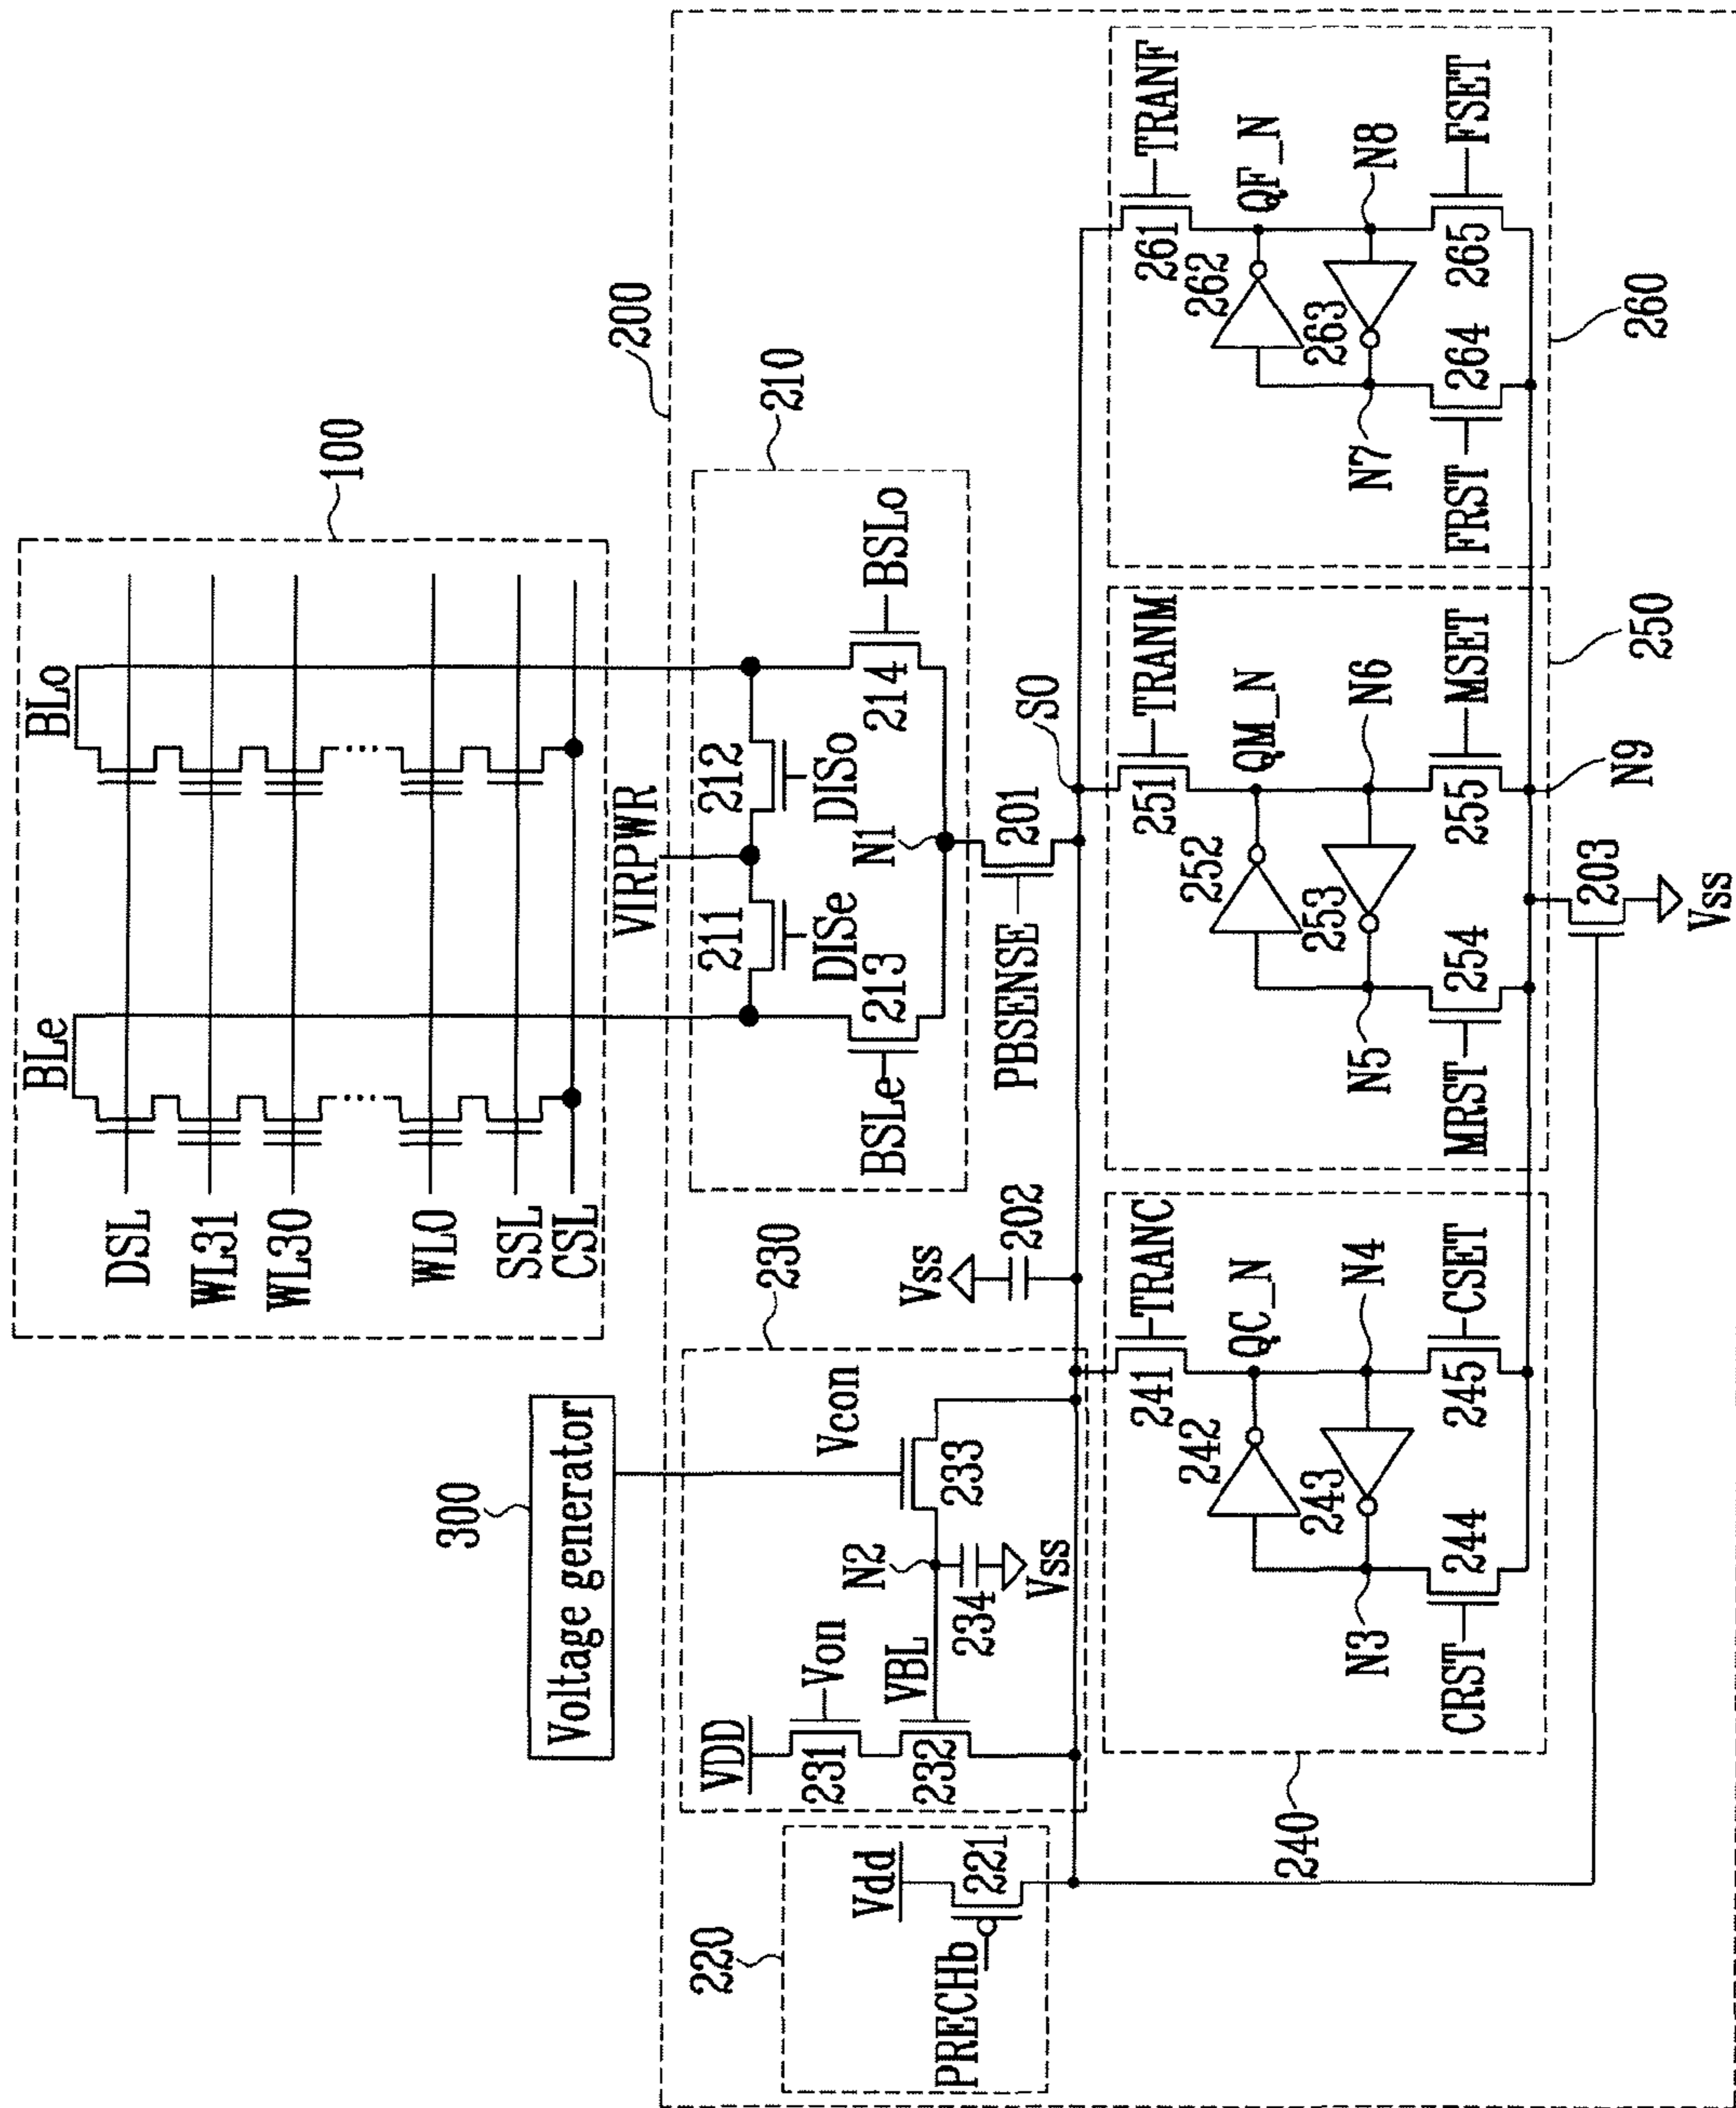 100
BLe
BLo
DSL
WL31
WL30
WL0
SSL
CSL
300
Voltage generator
200
220
Vdd
PRECHb
221
230
VDD
231
Von
232
VBL
N2
234
Vss
Vcon
233
Vss
202
210
VIRPWR
211
212
DISe
DISo
BSLe
213
214
BSLo
N1
PBSENSE
201
SO
240
TRANC
241
242
QC_N
243
N3
N4
CRST
244
245
CSET
250
TRANM
251
252
QM_N
253
N5
N6
MRST
254
255
MSET
260
TRANF
261
262
QF_N
263
N7
N8
FRST
264
265
FSET
N9
203
Vss